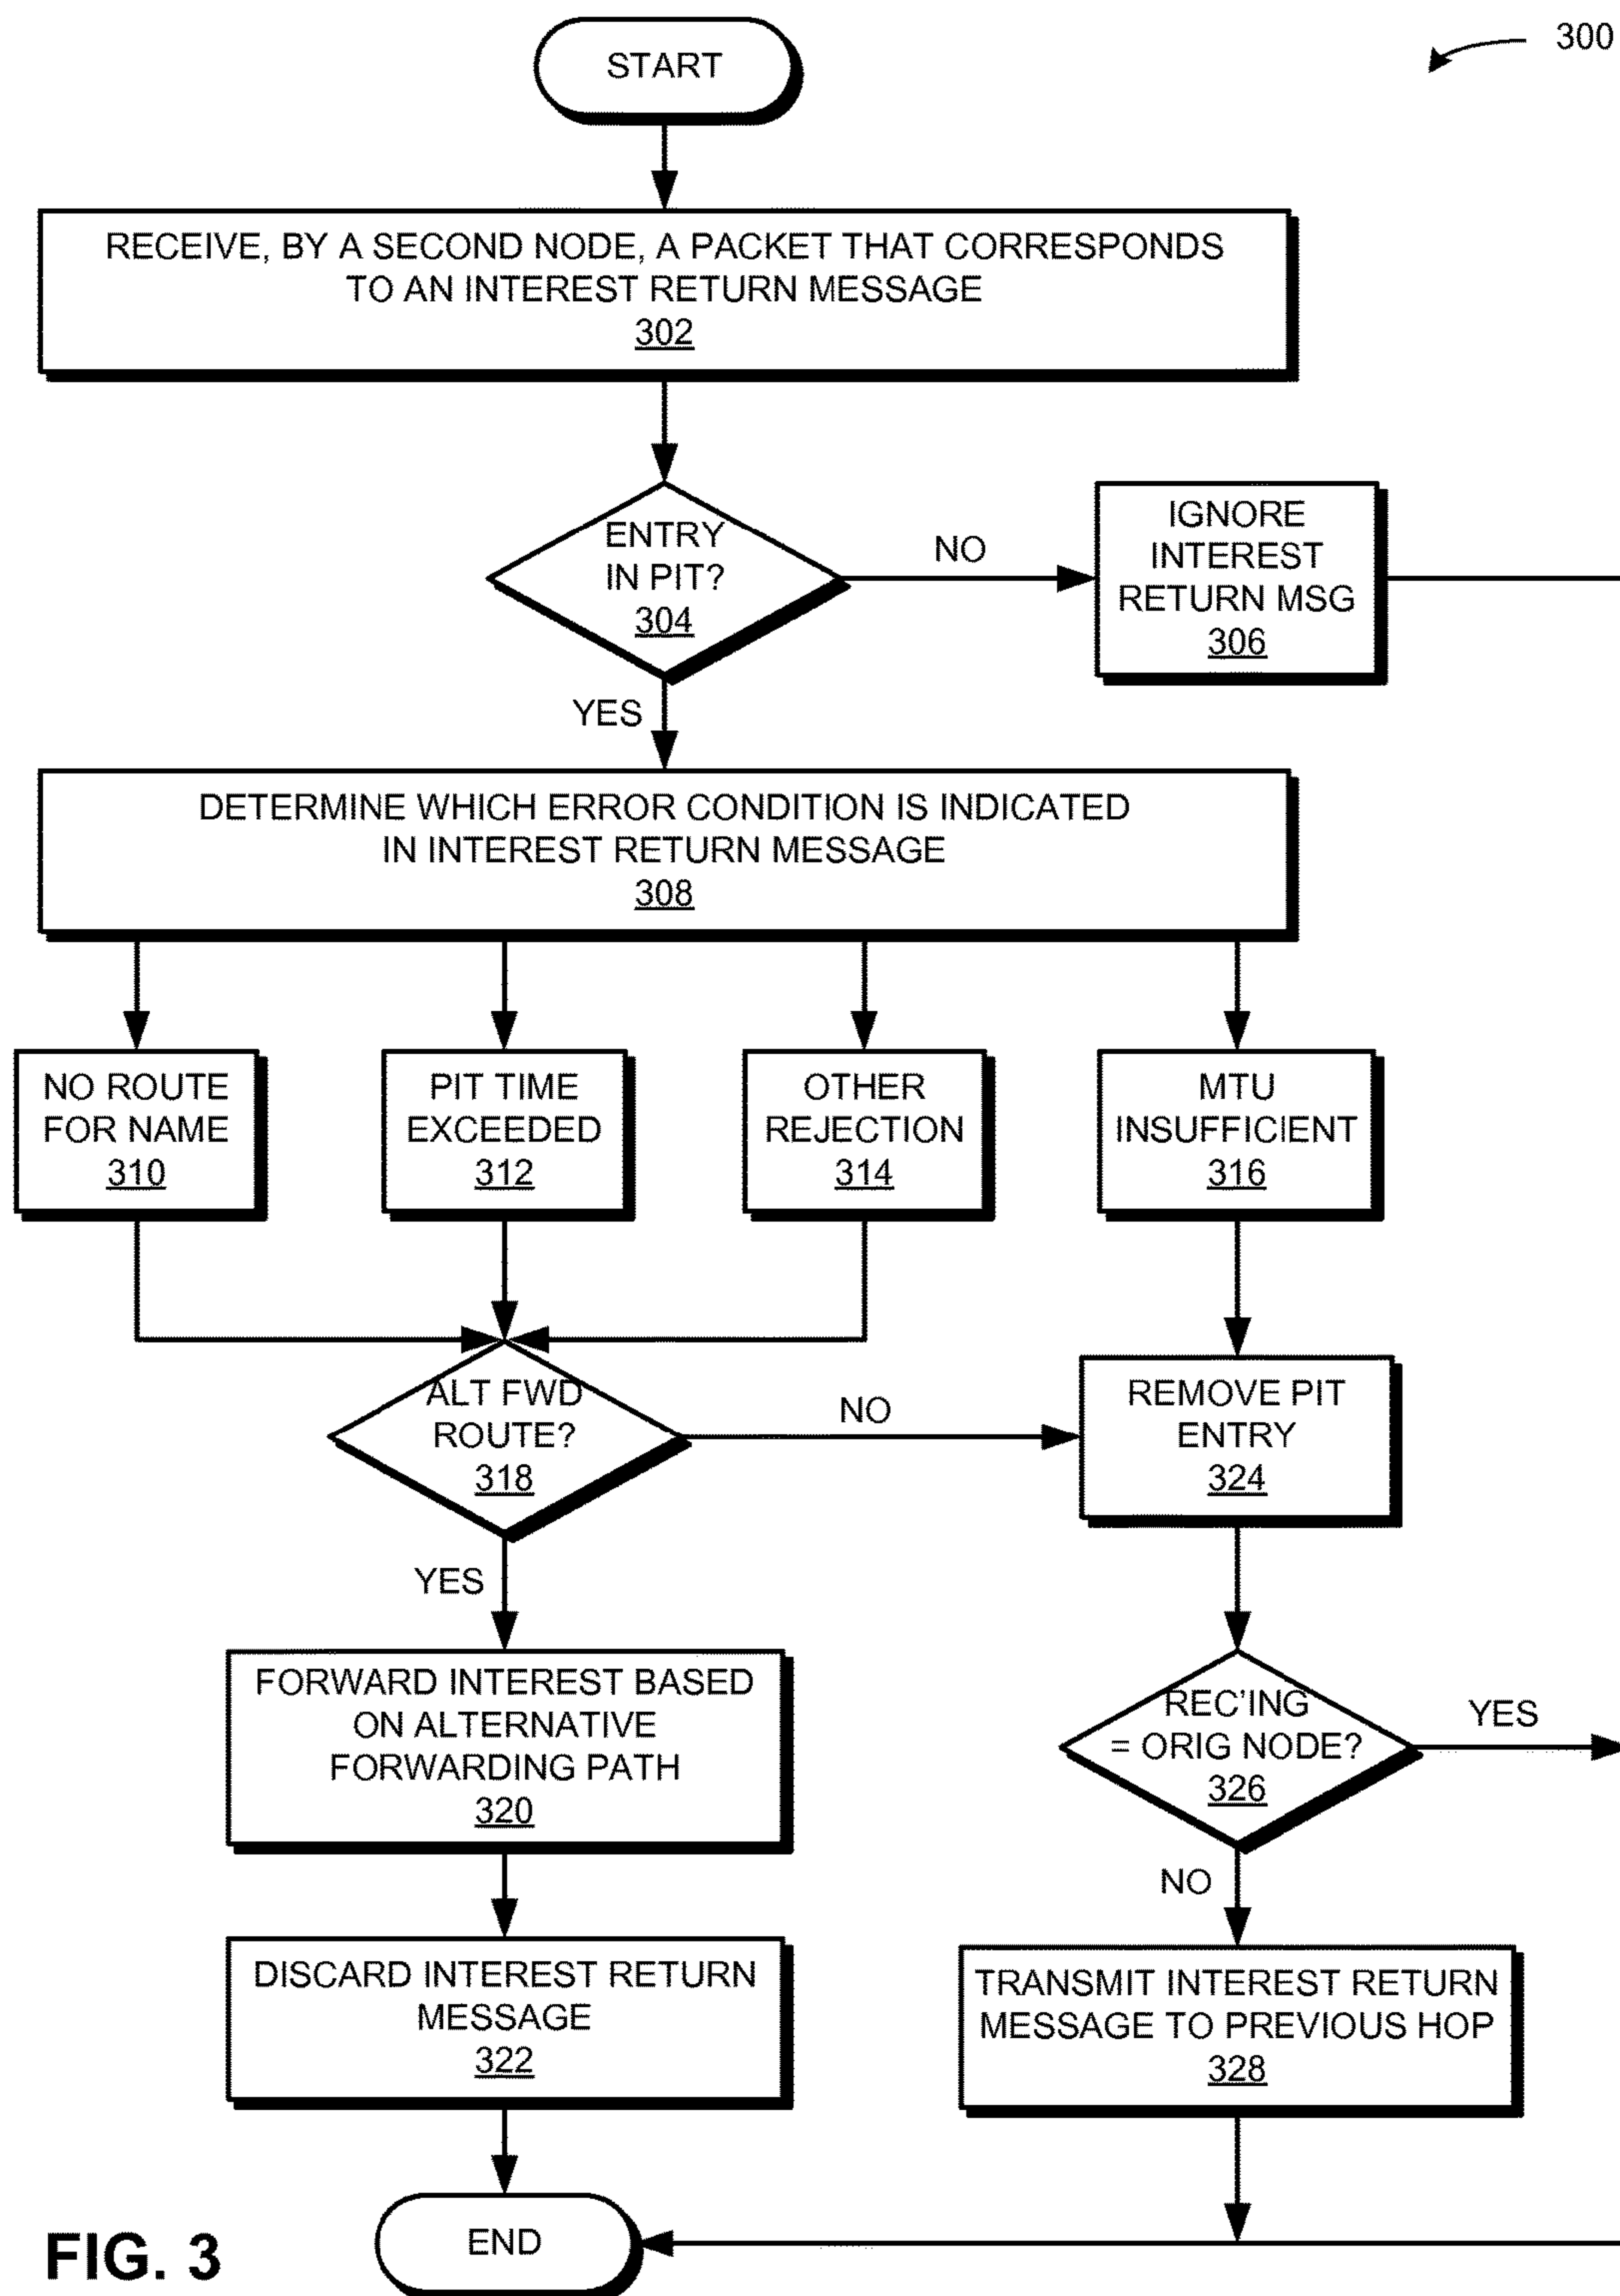 300
START
RECEIVE, BY A SECOND NODE, A PACKET THAT CORRESPONDS
TO AN INTEREST RETURN MESSAGE
302
ENTRY
IN PIT?
304
NO
IGNORE
INTEREST
RETURN MSG
306
YES
DETERMINE WHICH ERROR CONDITION IS INDICATED
IN INTEREST RETURN MESSAGE
308
NO ROUTE
FOR NAME
310
PIT TIME
EXCEEDED
312
OTHER
REJECTION
314
MTU
INSUFFICIENT
316
ALT FWD
ROUTE?
318
NO
REMOVE PIT
ENTRY
324
YES
FORWARD INTEREST BASED
ON ALTERNATIVE
FORWARDING PATH
320
REC'ING
= ORIG NODE?
326
YES
NO
DISCARD INTEREST RETURN
MESSAGE
322
TRANSMIT INTEREST RETURN
MESSAGE TO PREVIOUS HOP
328
END
FIG. 3